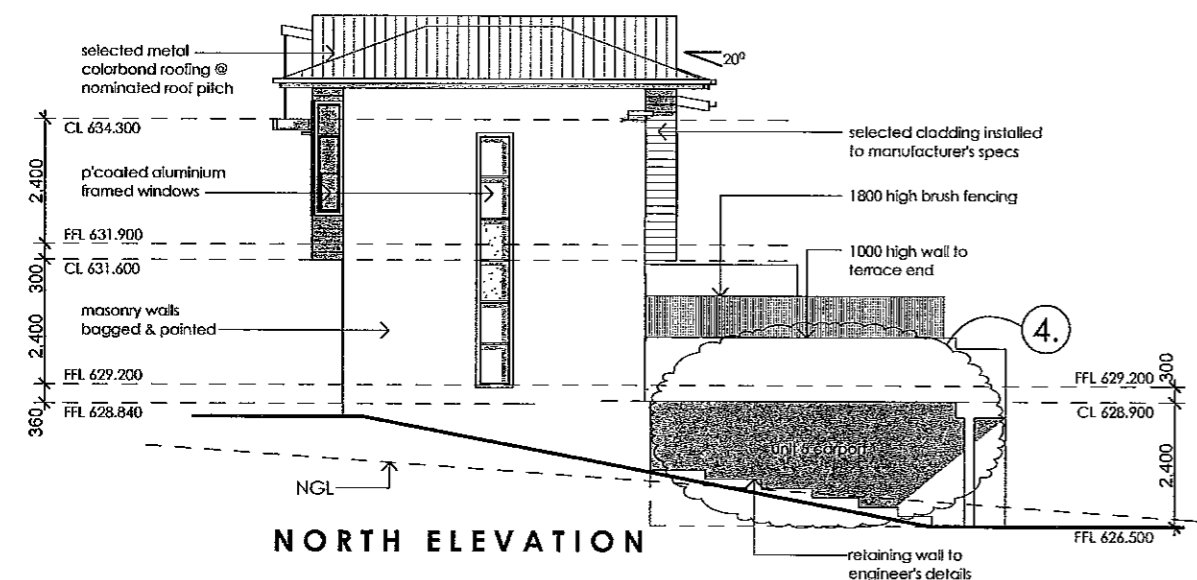 selected metal
colorbond roofing @
nominated roof pitch
20º
CL 634.300
selected cladding installed
to manufacturer's specs
2.400
p'coated aluminium
framed windows
1800 high brush fencing
FFL 631.900
1000 high wall to
terrace end
300
CL 631.600
masonry walls
bagged & painted
4.
2.400
FFL 629.200
FFL 629.200
300
360
FFL 628.840
CL 628.900
unit 6 carport
2.400
NGL
NORTH ELEVATION
FFL 626.500
retaining wall to
engineer's details